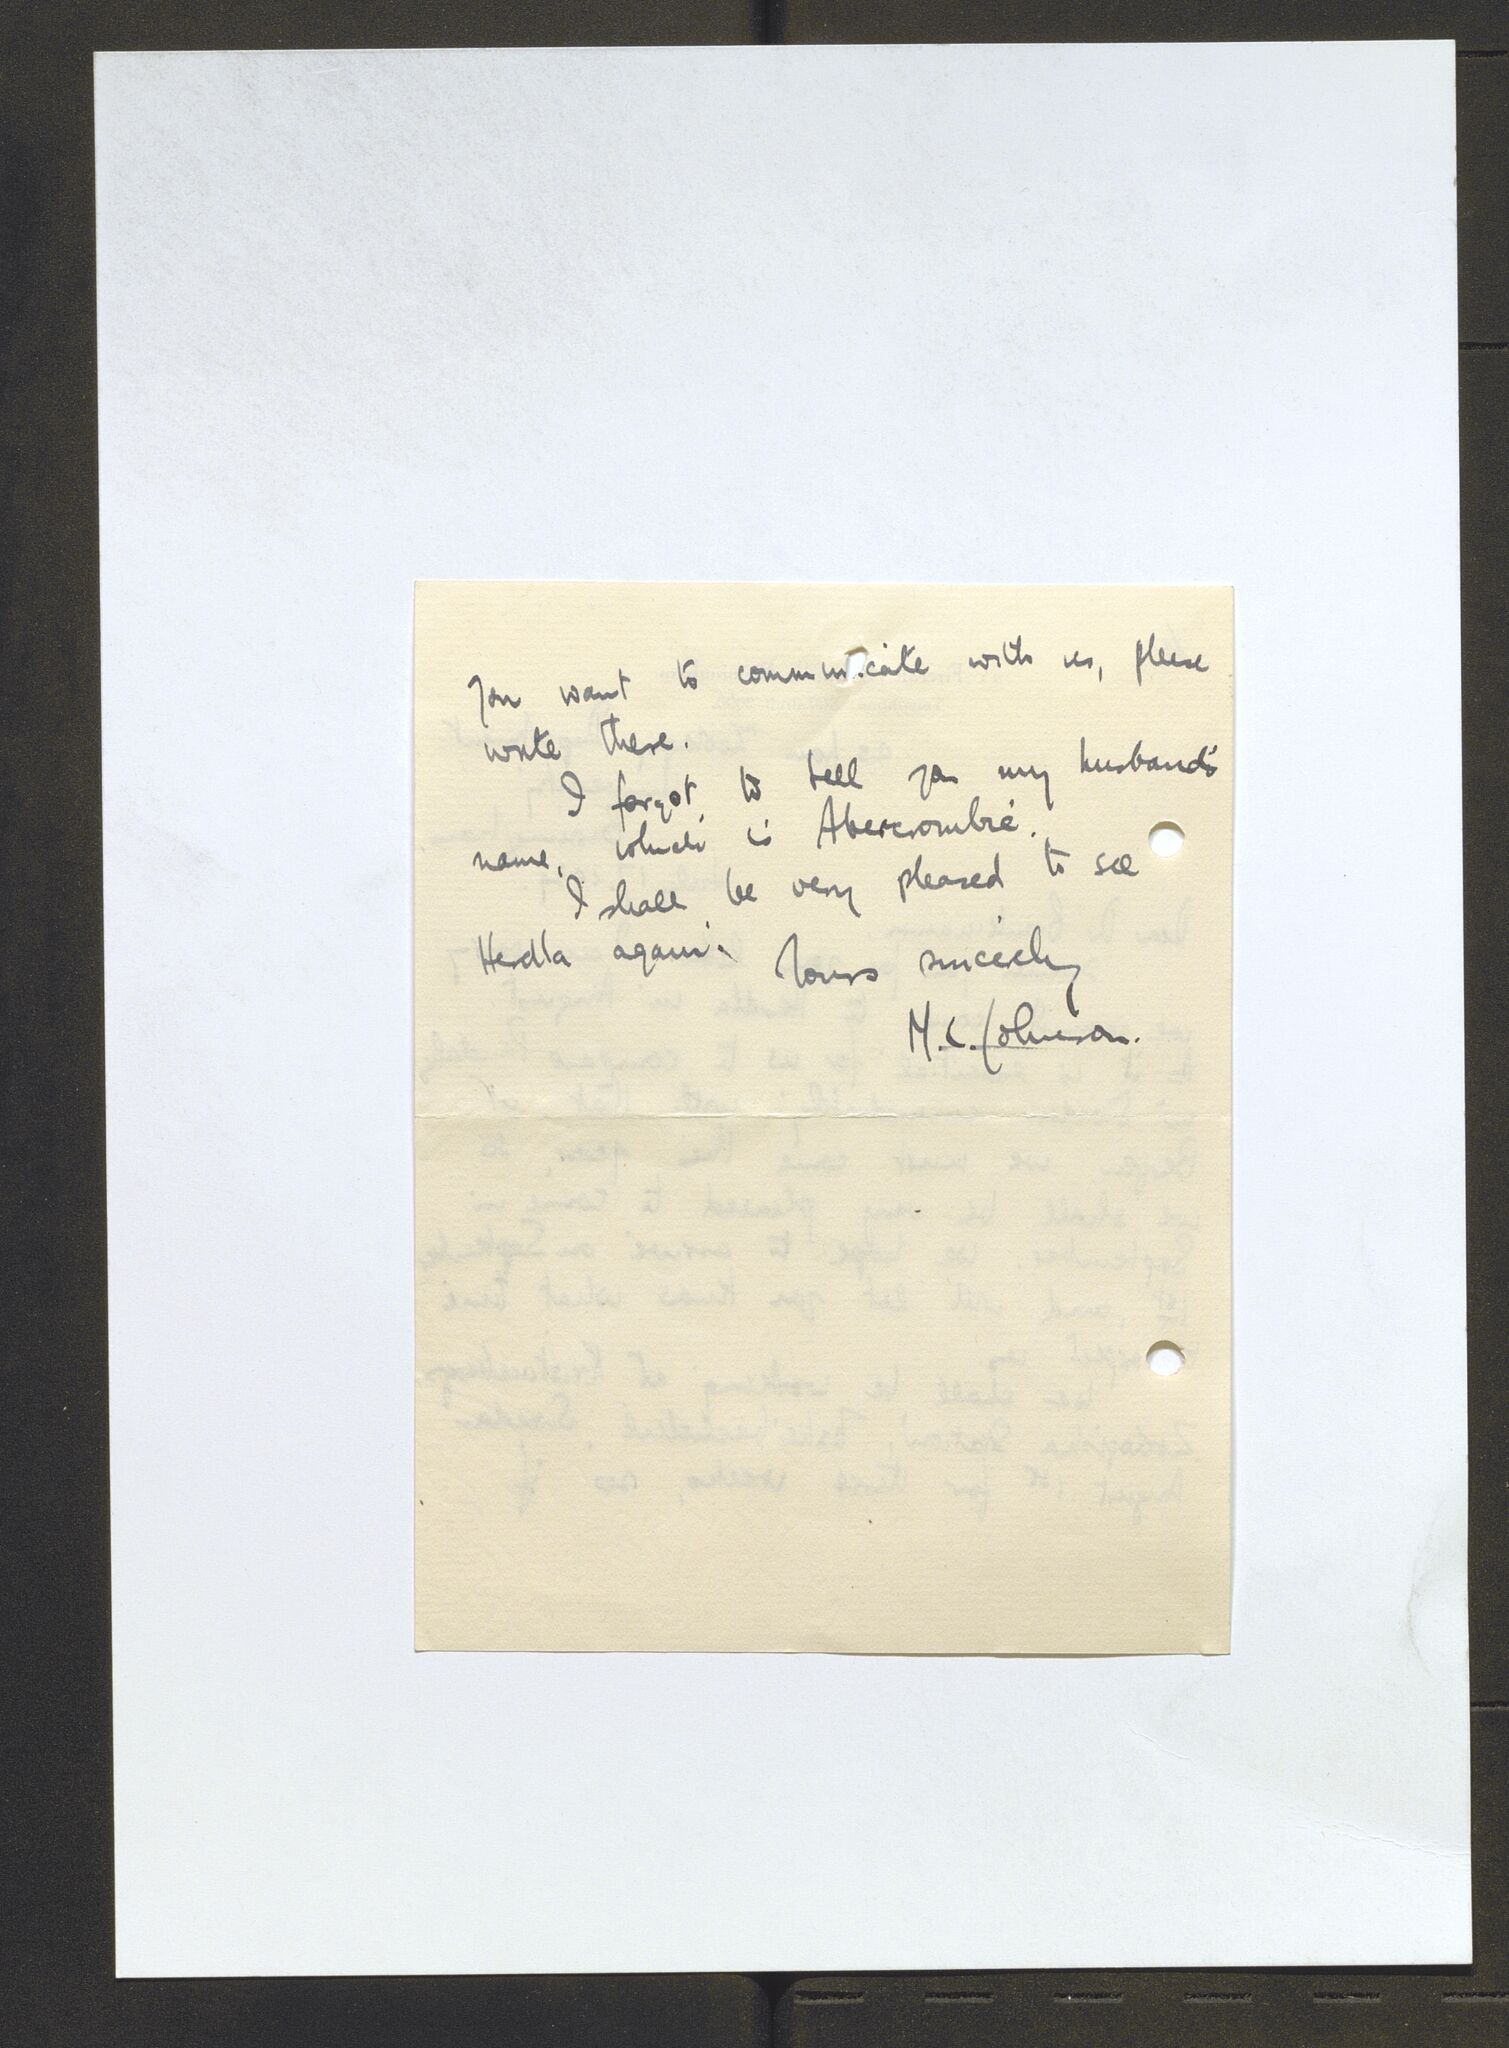 you want to communicate with us, please
write there.
I forgot to tell you my husband's
name, which is Abercrombie.
I shall be very pleased to see
Herdla again.
Yours sincerely
M.L. Johnson.